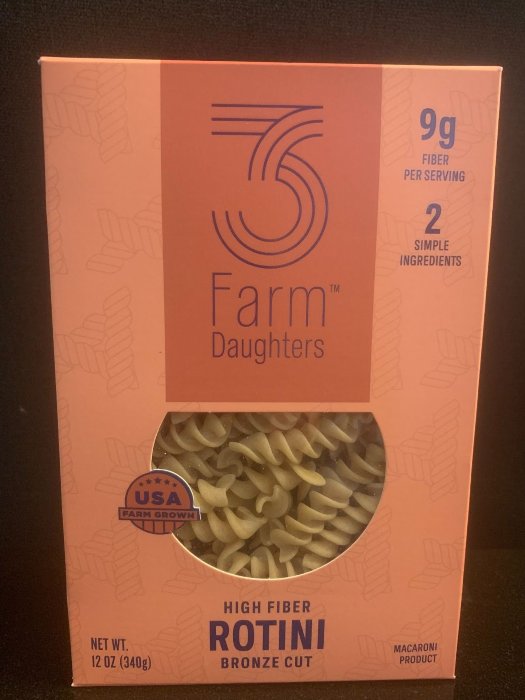 3
Farm™
Daughters
9g
FIBER
PER SERVING
2
SIMPLE
INGREDIENTS
USA
FARM GROWN
HIGH FIBER
ROTINI
BRONZE CUT
NET WT.
12 OZ (340g)
MACARONI
PRODUCT